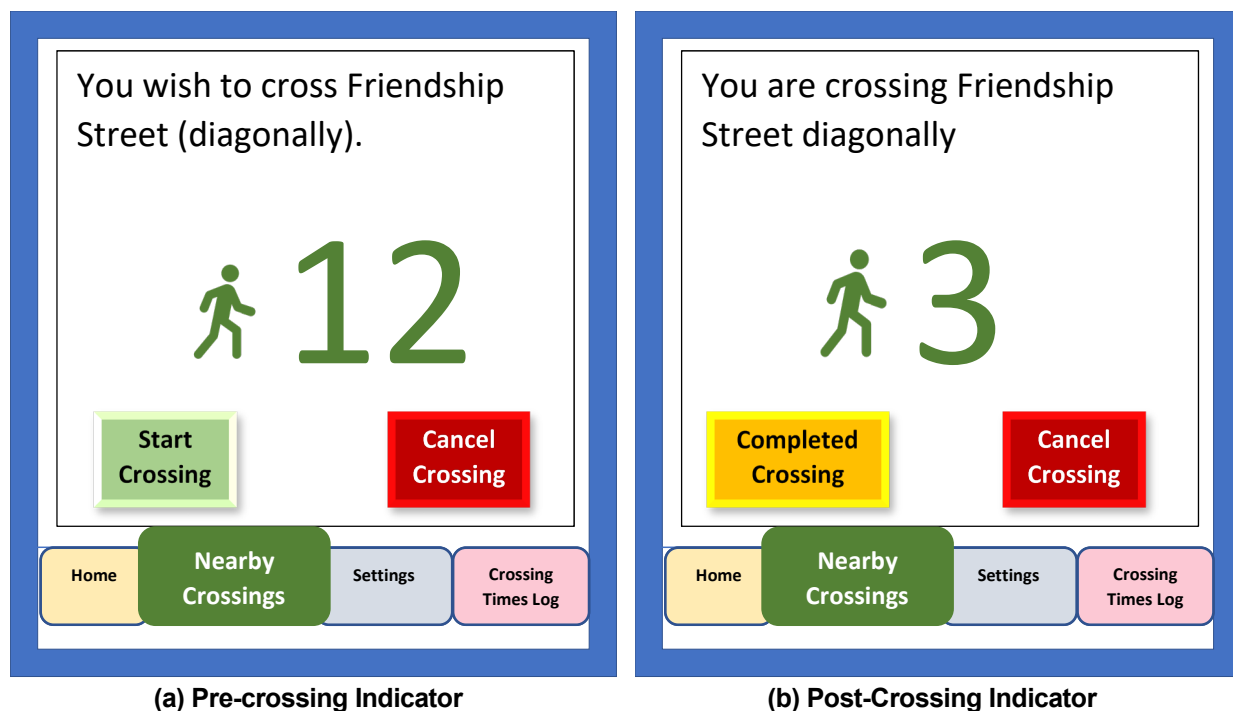 You wish to cross Friendship
Street (diagonally).
12
Start
Crossing
Cancel
Crossing
Home
Nearby
Crossings
Settings
Crossing
Times Log
(a) Pre-crossing Indicator
You are crossing Friendship
Street diagonally
3
Completed
Crossing
Cancel
Crossing
Home
Nearby
Crossings
Settings
Crossing
Times Log
(b) Post-Crossing Indicator